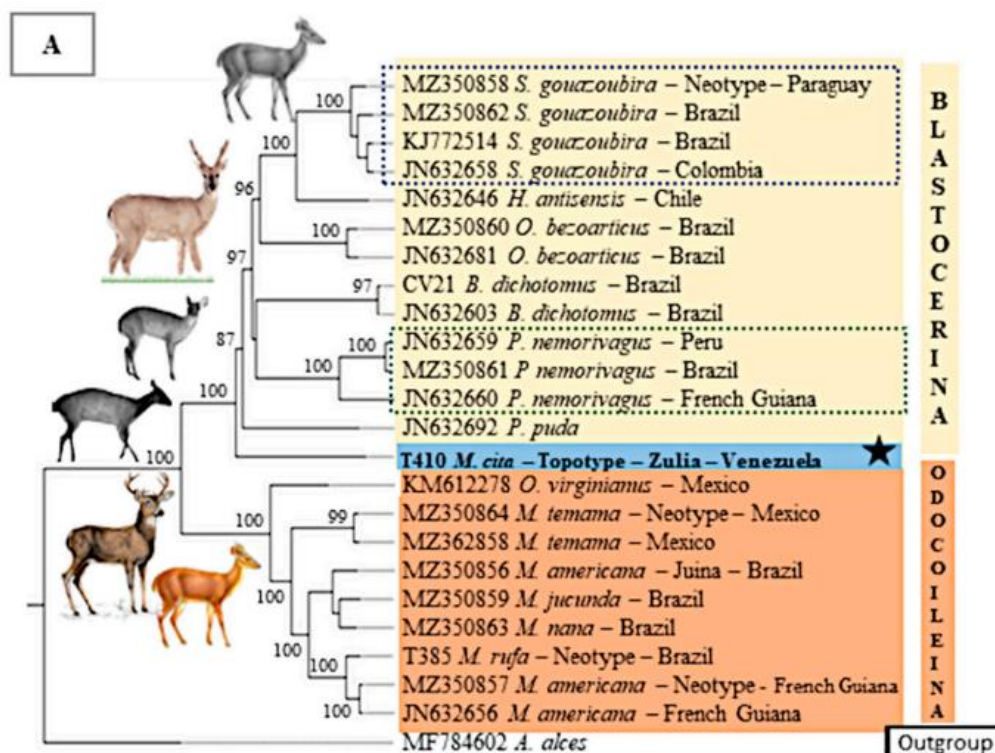 A
MZ350858 S. gouazoubira – Neotype – Paraguay
100
MZ350862 S. gouazoubira – Brazil
KJ772514 S. gouazoubira – Brazil
100
JN632658 S. gouazoubira – Colombia
96
JN632646 H. antisensis – Chile
MZ350860 O. bezoarticus – Brazil
100
JN632681 O. bezoarticus – Brazil
97
CV21 B. dichotomus – Brazil
97
JN632603 B. dichotomus – Brazil
87
JN632659 P. nemorivagus – Peru
100
MZ350861 P nemorivagus – Brazil
100
JN632660 P. nemorivagus – French Guiana
JN632692 P. puda
100
T410 M. cita – Topotype – Zulia – Venezuela
100
KM612278 O. virginianus – Mexico
100
MZ350864 M. temama – Neotype – Mexico
99
MZ362858 M. temama – Mexico
100
MZ350856 M. americana – Juina – Brazil
MZ350859 M. jucunda – Brazil
100
MZ350863 M. nana – Brazil
T385 M. rufa – Neotype – Brazil
100
MZ350857 M. americana – Neotype - French Guiana
100
JN632656 M. americana – French Guiana
MF784602 A. alces
BLASTOCERINA
ODOCOILEINA
Outgroup